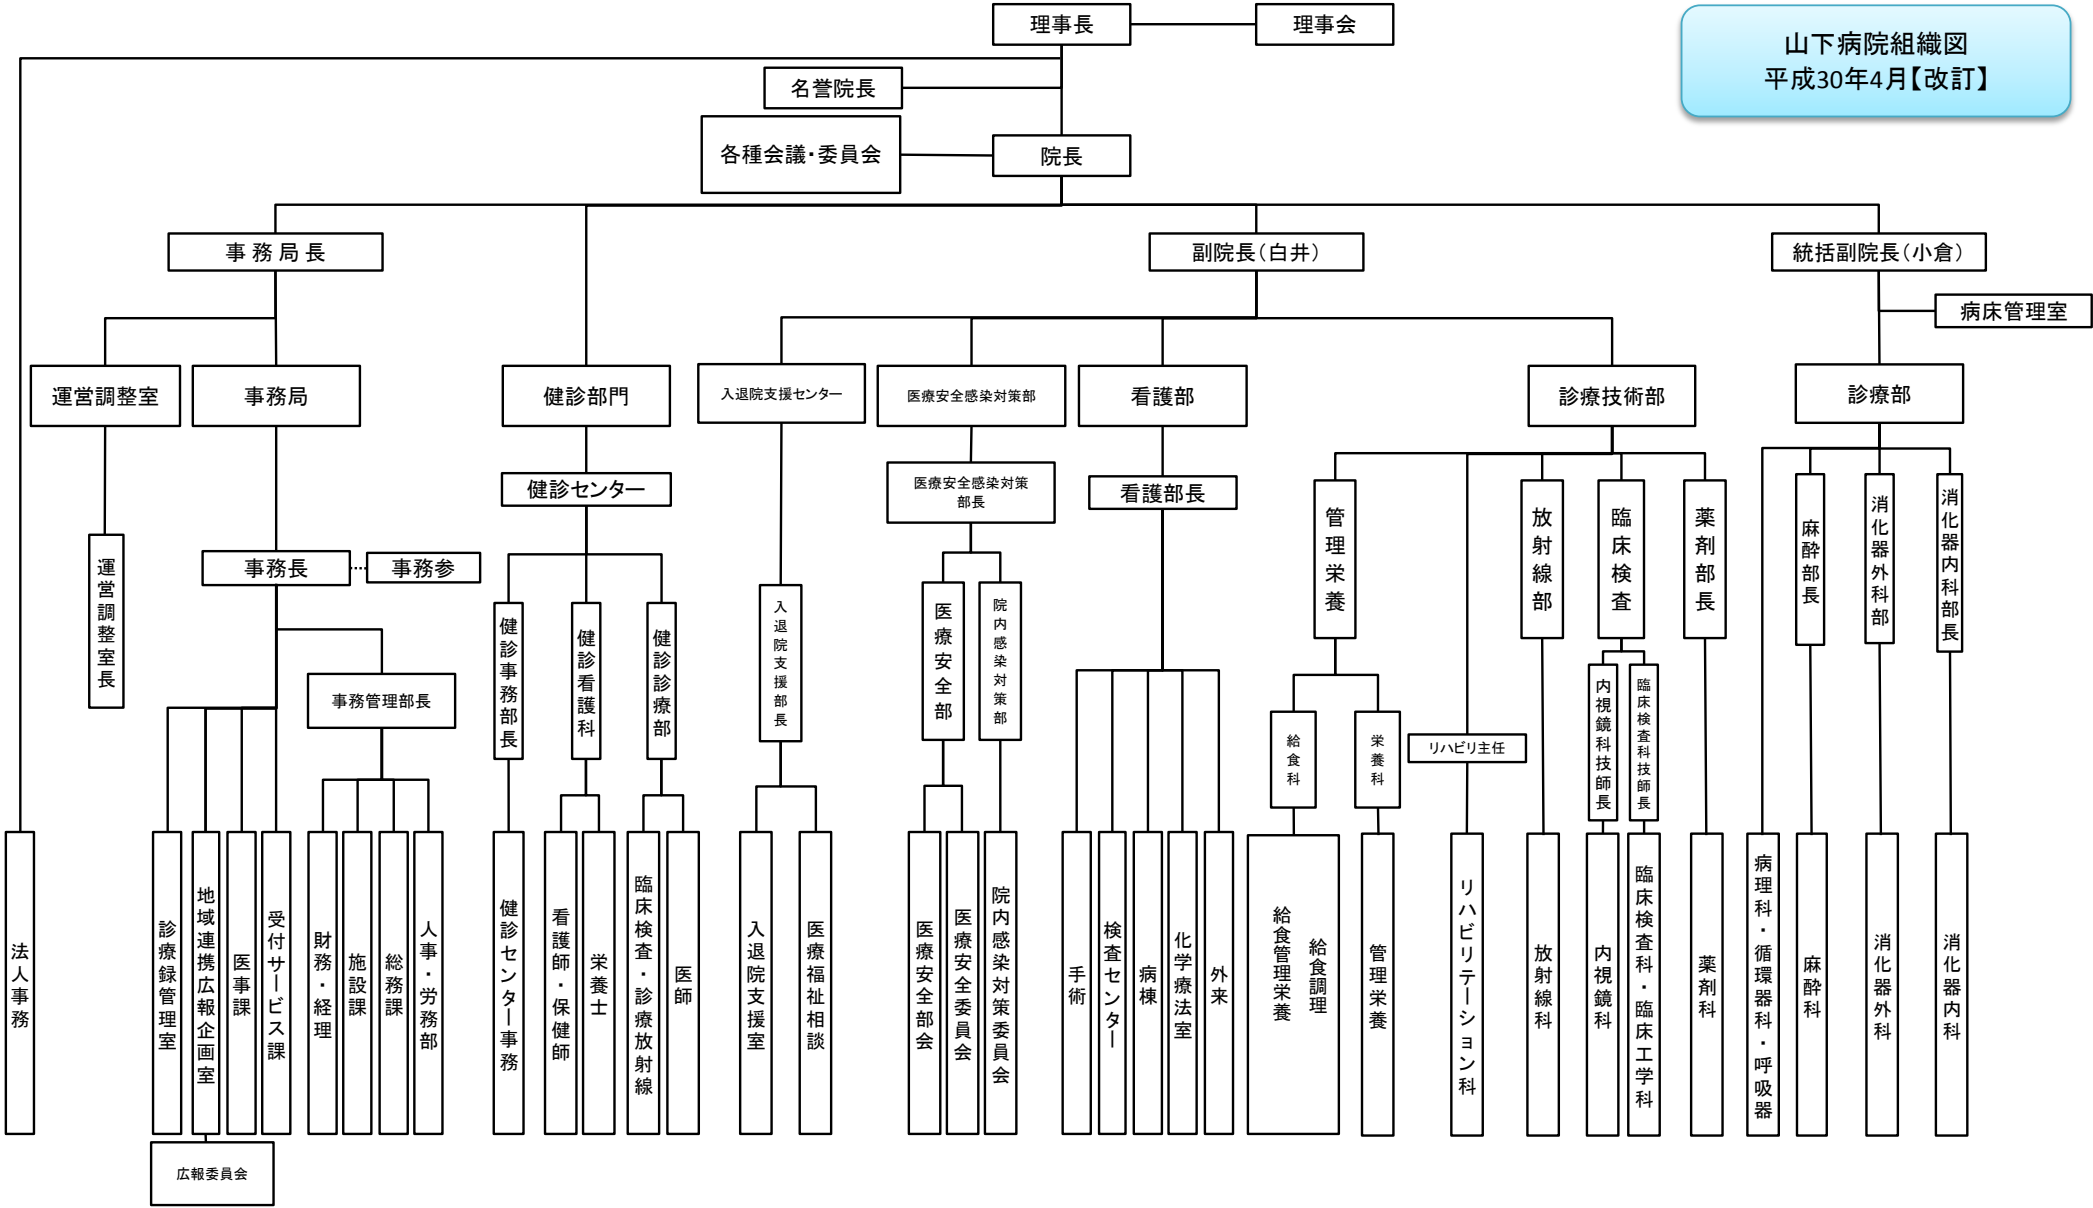 理事長
理事会
山下病院組織図
平成30年4月【改訂】
名誉院長
各種会議・委員会
院長
事務局長
副院長（白井）
統括副院長（小倉）
病床管理室
運営調整室
事務局
健診部門
入退院支援センター
医療安全感染対策部
看護部
診療技術部
診療部
健診センター
医療安全感染対策
部長
看護部長
管理栄養
放射線部
臨床検査
薬剤部長
麻酔部長
消化器外科部
消化器内科部長
運営調整室長
事務長
事務参
入退院支援部長
医療安全部
院内感染対策部
健診事務部長
健診看護科
健診診療部
事務管理部長
給食科
栄養科
リハビリ主任
内視鏡科技師長
臨床検査科技師長
法人事務
診療録管理室
地域連携広報企画室
医事課
受付サービス課
財務・経理
施設課
総務課
人事・労務部
健診センター事務
看護師・保健師
栄養士
臨床検査・診療放射線
医師
入退院支援室
医療福祉相談
医療安全部会
医療安全委員会
院内感染対策委員会
手術
検査センター
病棟
化学療法室
外来
給食調理
給食管理栄養
管理栄養
リハビリテーション科
放射線科
内視鏡科
臨床検査科・臨床工学科
薬剤科
病理科・循環器科・呼吸器
麻酔科
消化器外科
消化器内科
広報委員会